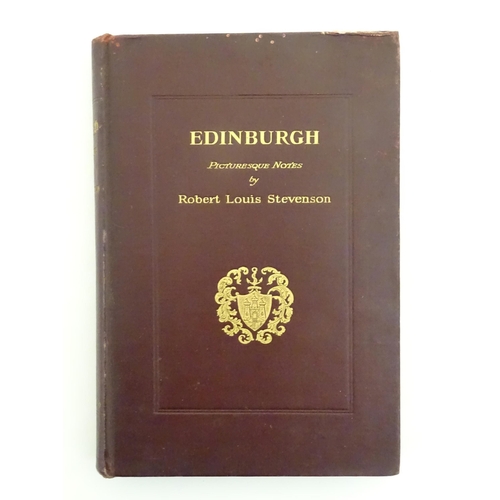 EDINBURGH
PICTURESQUE NOTES
by
Robert Louis Stevenson